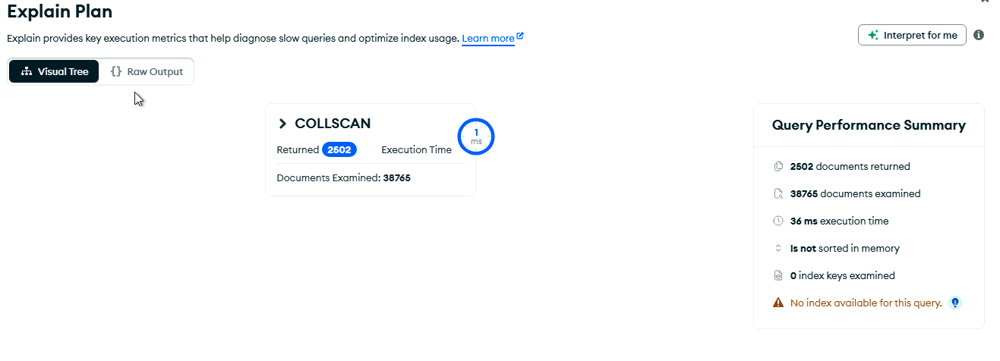 Explain Plan
Explain provides key execution metrics that help diagnose slow queries and optimize index usage. Learn more
Interpret for me
Visual Tree
{} Raw Output
COLLSCAN
1
ms
Returned 2502 Execution Time
Documents Examined: 38765
Query Performance Summary
2502 documents returned
38765 documents examined
36 ms execution time
Is not sorted in memory
0 index keys examined
No index available for this query.